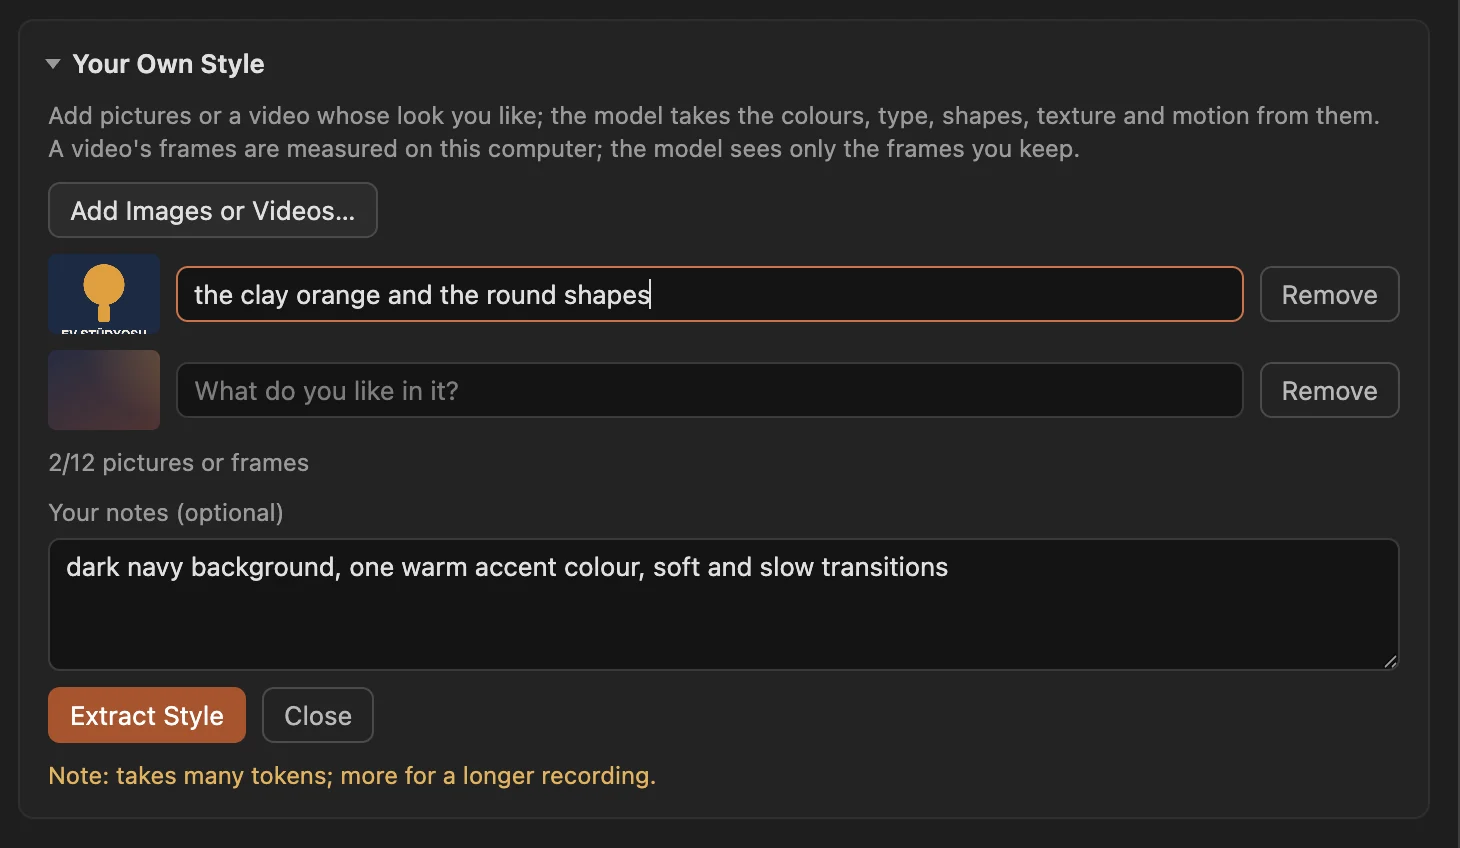 Your Own Style
Add pictures or a video whose look you like; the model takes the colours, type, shapes, texture and motion from them.
A video's frames are measured on this computer; the model sees only the frames you keep.
Add Images or Videos...
EV STÜDYOSU
the clay orange and the round shapes
Remove
What do you like in it?
Remove
2/12 pictures or frames
Your notes (optional)
dark navy background, one warm accent colour, soft and slow transitions
Extract Style
Close
Note: takes many tokens; more for a longer recording.